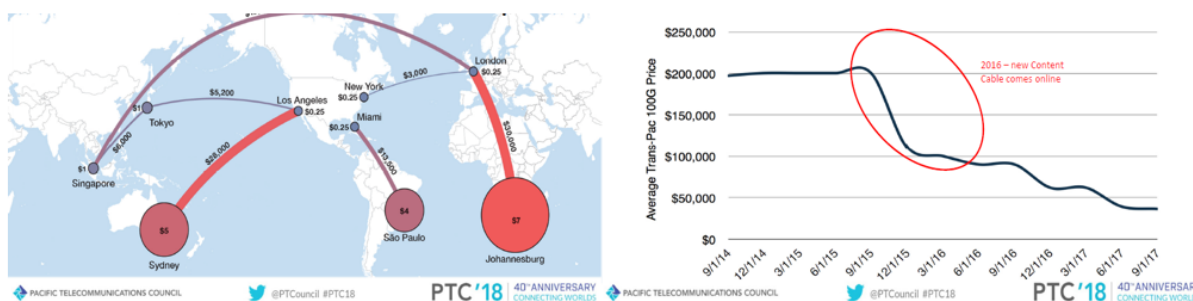 London
$0.25
$3,000
New York
$0.25
$5,200
Los Angeles
$0.25
$1
Tokyo
Miami
$0.25
$6,000
$1
Singapore
$28,000
$13,500
$30,000
$5
Sydney
$4
São Paulo
$7
Johannesburg
PACIFIC TELECOMMUNICATIONS COUNCIL
@PTCouncil #PTC18
PTC'18
40TH ANNIVERSARY
CONNECTING WORLDS
Average Trans-Pac 100G Price
$250,000
$200,000
$150,000
$100,000
$50,000
$0
2016 – new Content
Cable comes online
9/1/14
12/1/14
3/1/15
6/1/15
9/1/15
12/1/15
3/1/16
6/1/16
9/1/16
12/1/16
3/1/17
6/1/17
9/1/17
PACIFIC TELECOMMUNICATIONS COUNCIL
@PTCouncil #PTC18
PTC'18
40TH ANNIVERSAR
CONNECTING WORLDS